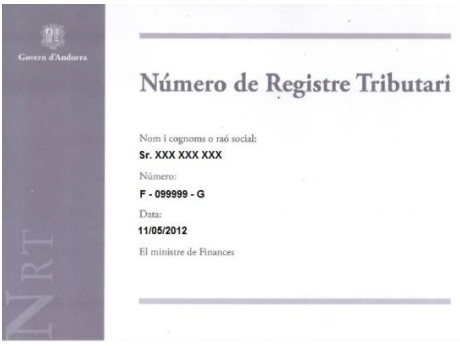 Govern d'Andorra
Número de Registre Tributari
Nom i cognoms o raó social:
Sr. XXX XXX XXX
Número:
F - 099999 - G
Data:
11/05/2012
El ministre de Finances
NRT